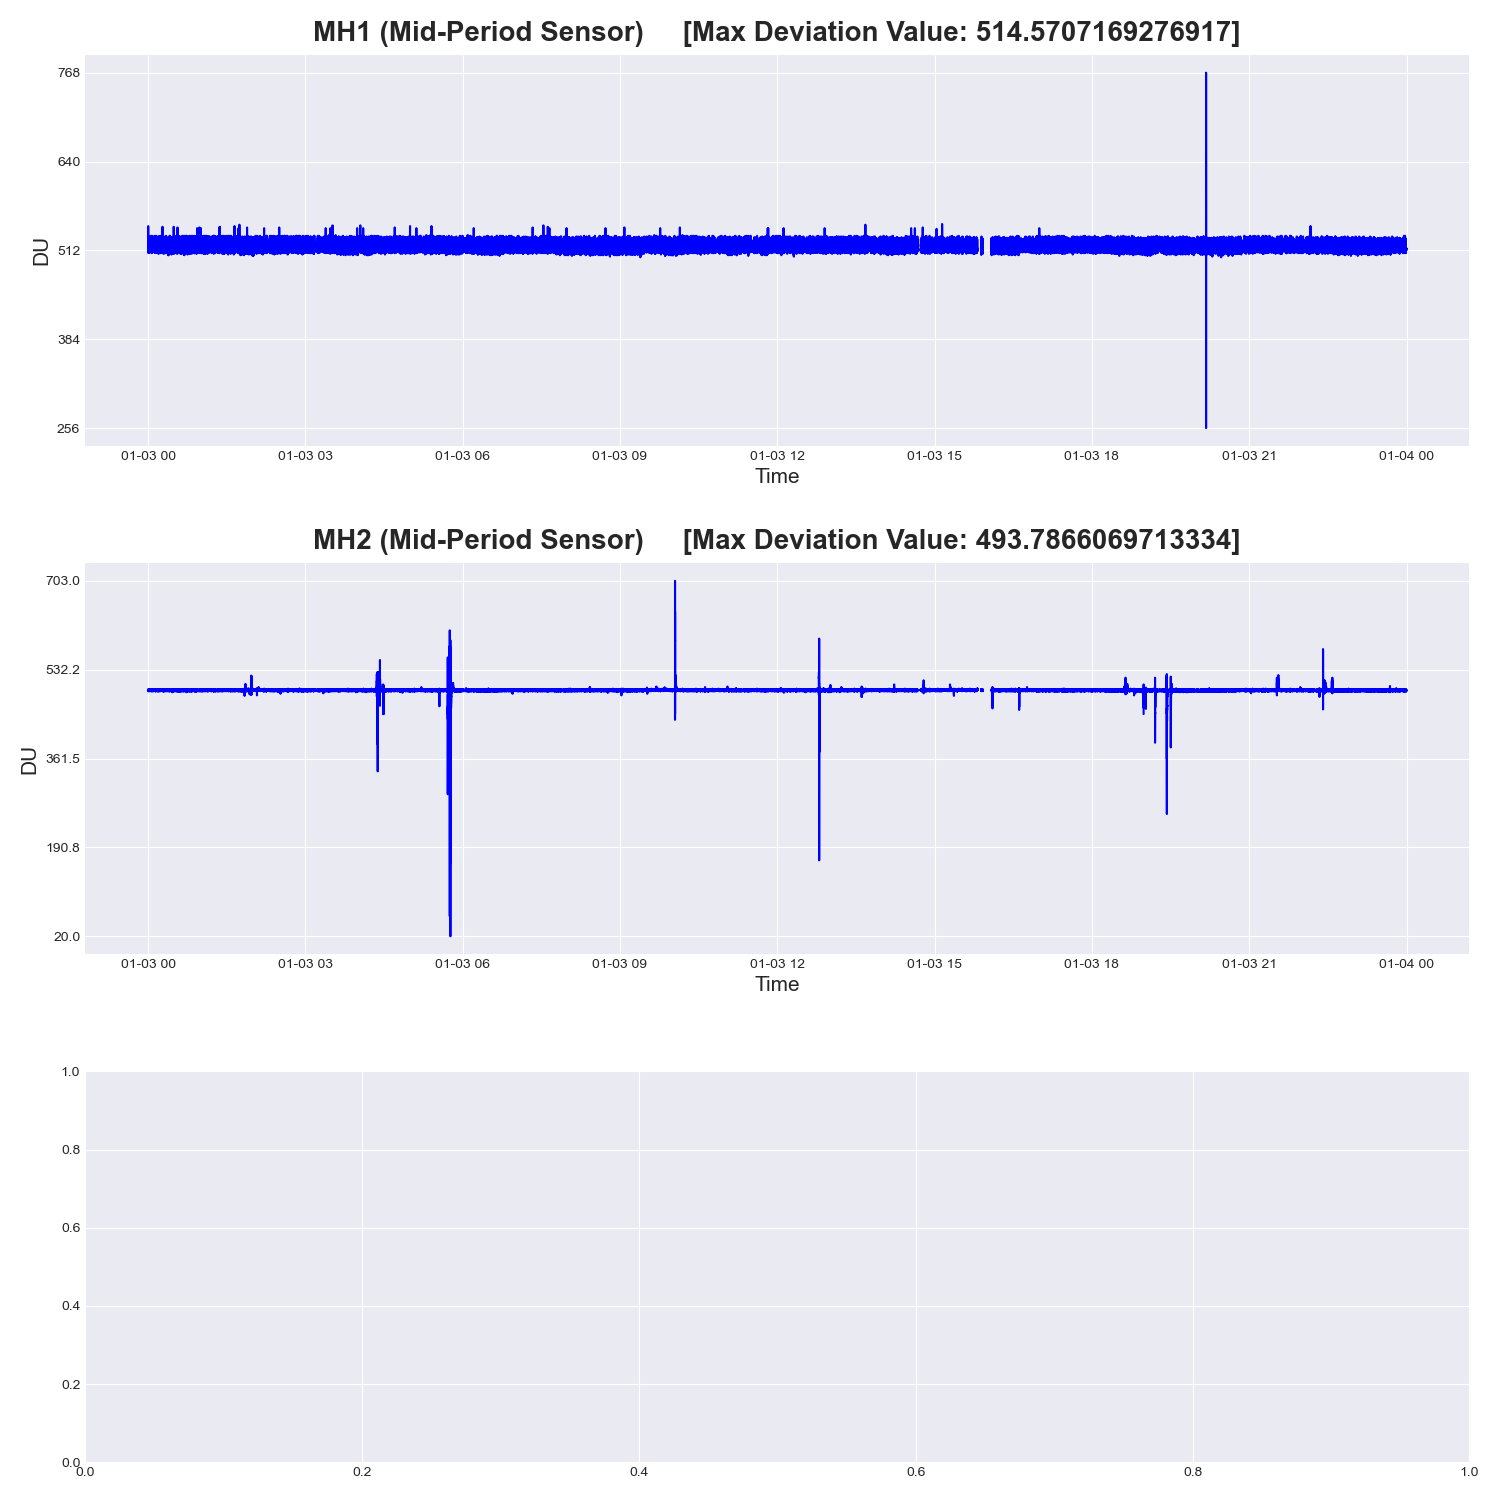 MH1 (Mid-Period Sensor) [Max Deviation Value: 514.5707169276917]
768
640
512
384
256
DU
01-03 00 01-03 03 01-03 06 01-03 09 01-03 12 01-03 15 01-03 18 01-03 21 01-04 00
Time
MH2 (Mid-Period Sensor) [Max Deviation Value: 493.7866069713334]
703.0
532.2
361.5
190.8
20.0
DU
01-03 00 01-03 03 01-03 06 01-03 09 01-03 12 01-03 15 01-03 18 01-03 21 01-04 00
Time
1.0
0.8
0.6
0.4
0.2
0.0
0.0 0.2 0.4 0.6 0.8 1.0